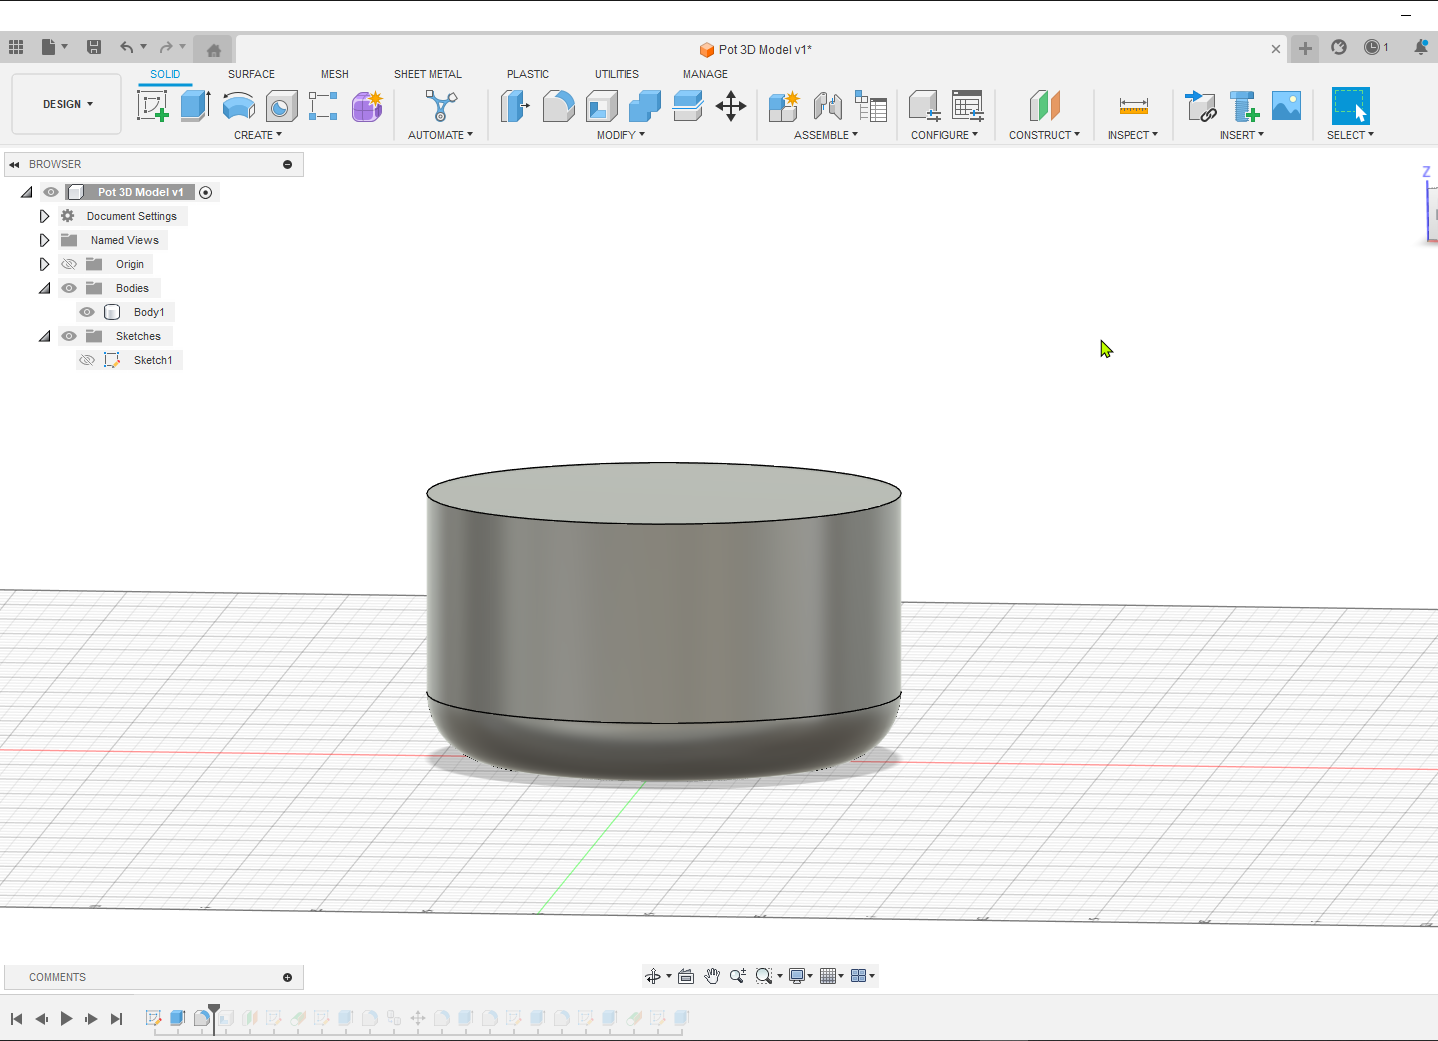 Pot 3D Model v1*
1
SOLID SURFACE MESH SHEET METAL PLASTIC UTILITIES MANAGE
DESIGN
CREATE AUTOMATE MODIFY ASSEMBLE CONFIGURE CONSTRUCT INSPECT INSERT SELECT
BROWSER
Pot 3D Model v1
Document Settings
Named Views
Origin
Bodies
Body1
Sketches
Sketch1
Z
COMMENTS